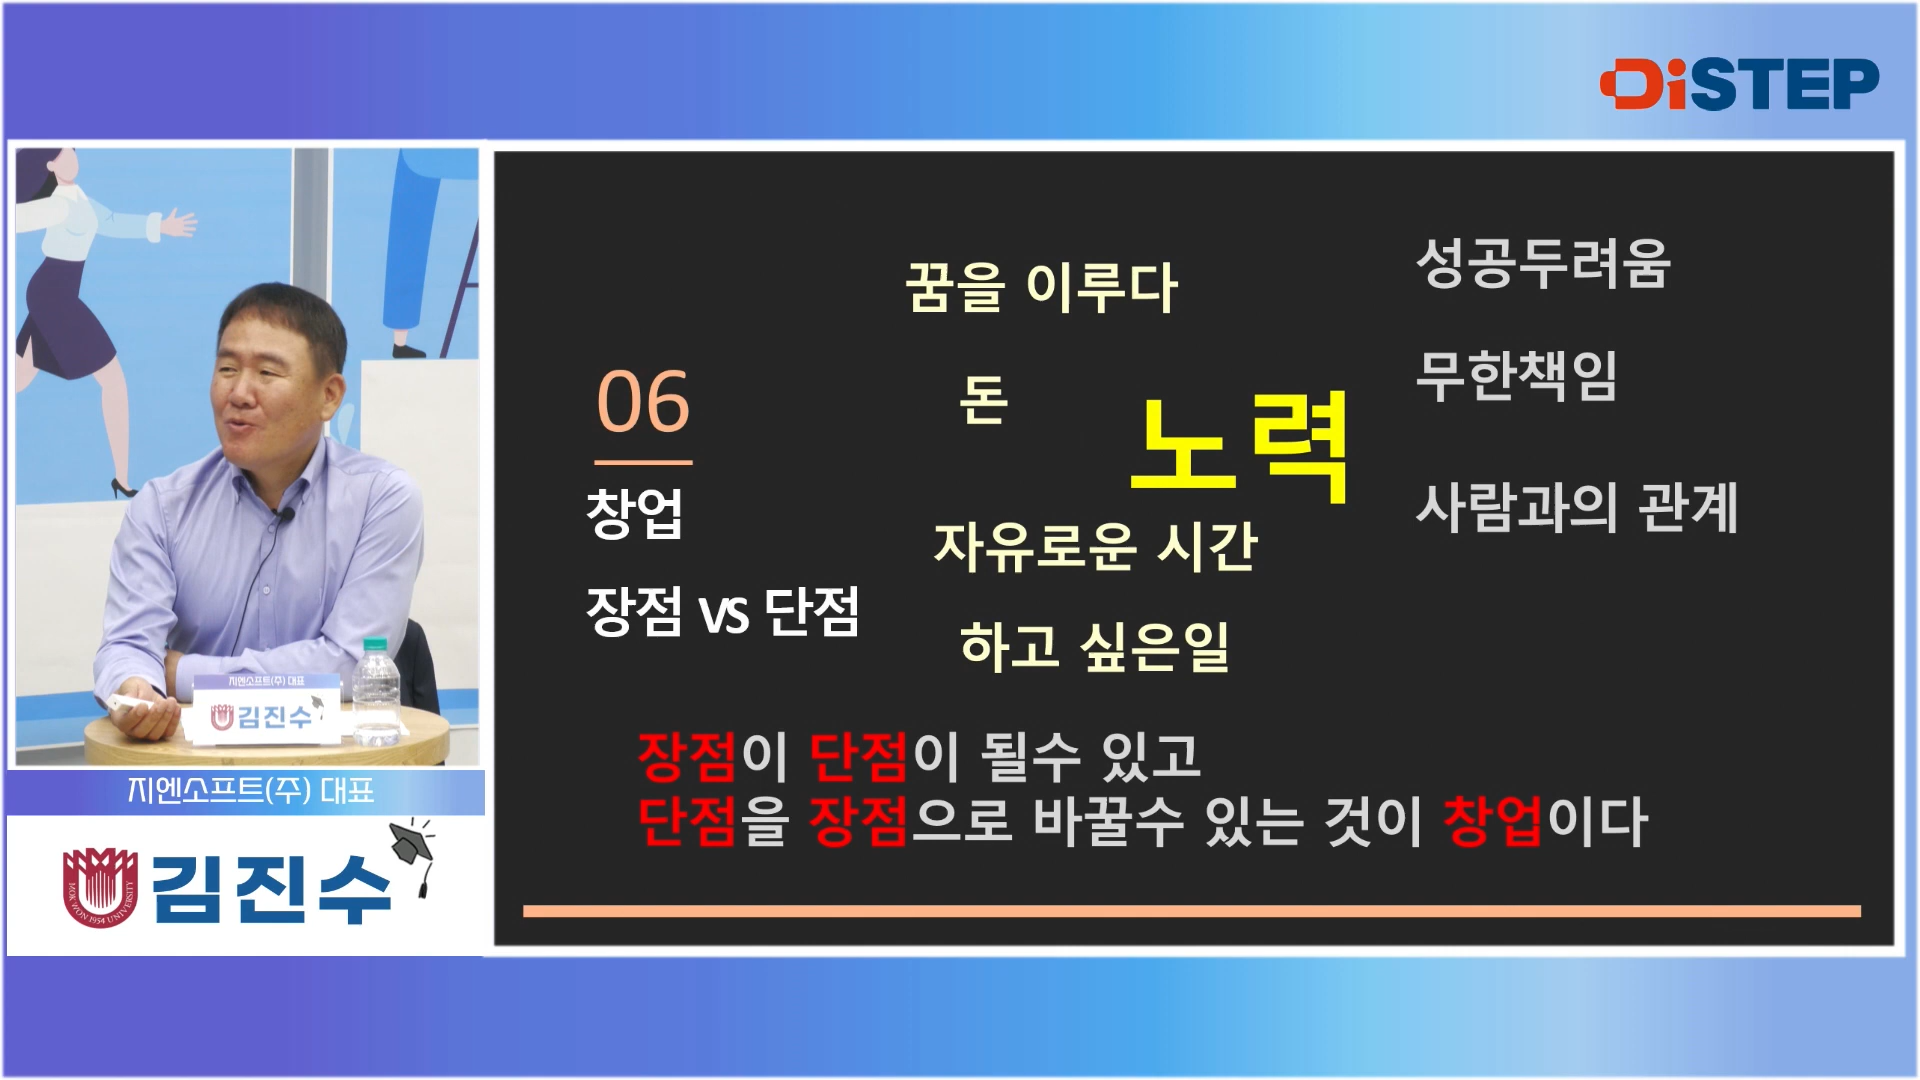 DiSTEP
지엔소프트(주) 대표
김진수
지엔소프트(주) 대표
MOKWON 1954 UNIVERSITY
김진수
06
창업
장점 vs 단점
꿈을 이루다
돈
노력
자유로운 시간
하고 싶은일
성공두려움
무한책임
사람과의 관계
장점이 단점이 될수 있고
단점을 장점으로 바꿀수 있는 것이 창업이다